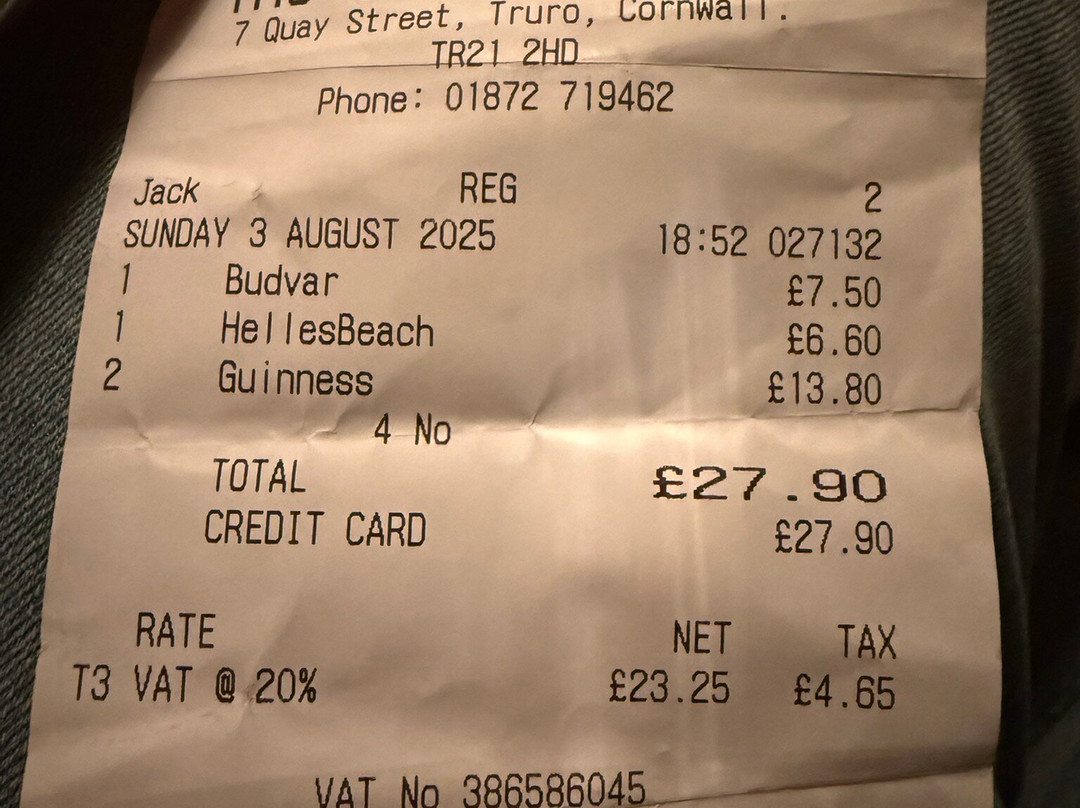 7 Quay Street, Truro, Cornwall.
TR21 2HD
Phone: 01872 719462
Jack REG 2
SUNDAY 3 AUGUST 2025 18:52 027132
1 Budvar £7.50
1 HellesBeach £6.60
2 Guinness £13.80
4 No
TOTAL £27.90
CREDIT CARD £27.90
RATE NET TAX
T3 VAT @ 20% £23.25 £4.65
VAT No 386586045